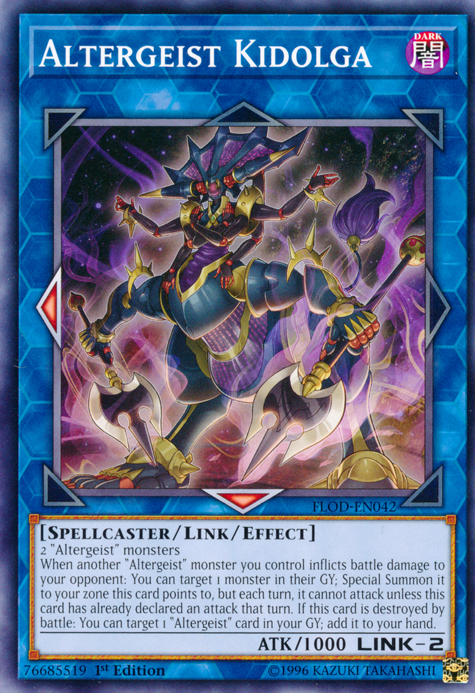 ALTERGEIST KIDOLGA
DARK
闇
FLOD-EN042
[SPELLCASTER/LINK/EFFECT]
2 "Altergeist" monsters
When another "Altergeist" monster you control inflicts battle damage to
your opponent: You can target 1 monster in their GY; Special Summon it
to your zone this card points to, but each turn, it cannot attack unless this
card has already declared an attack that turn. If this card is destroyed by
battle: You can target 1 "Altergeist" card in your GY; add it to your hand.
ATK/1000 LINK-2
76685519 1st Edition ©1996 KAZUKI TAKAHASHI